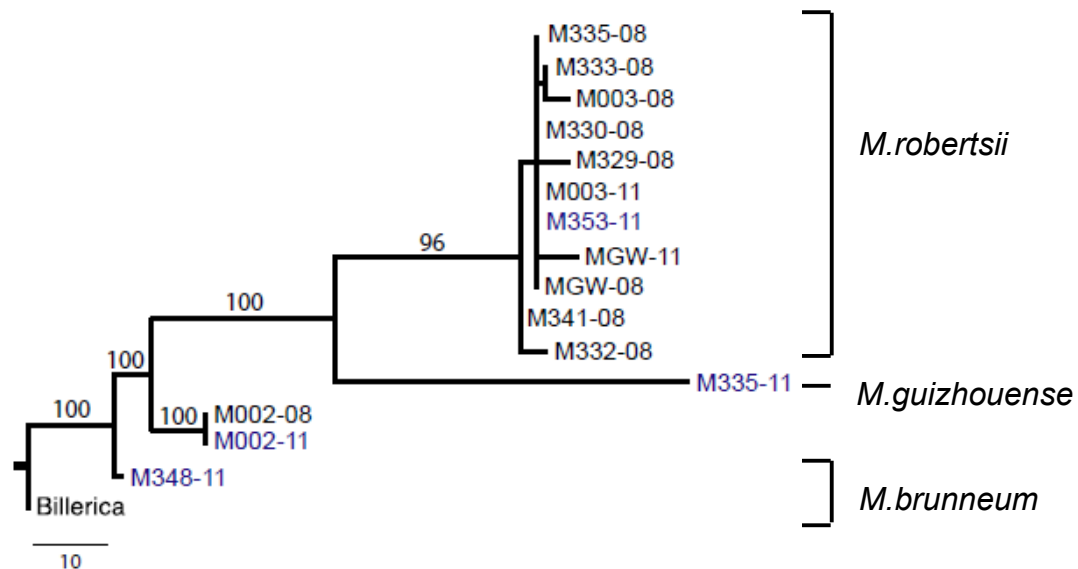 M335-08
M333-08
M003-08
M330-08
M.robertsii
M329-08
M003-11
M353-11
96
MGW-11
MGW-08
100
M341-08
M332-08
100
M335-11
M.guizhouense
100
100
M002-08
M002-11
M348-11
M.brunneum
Billerica
10